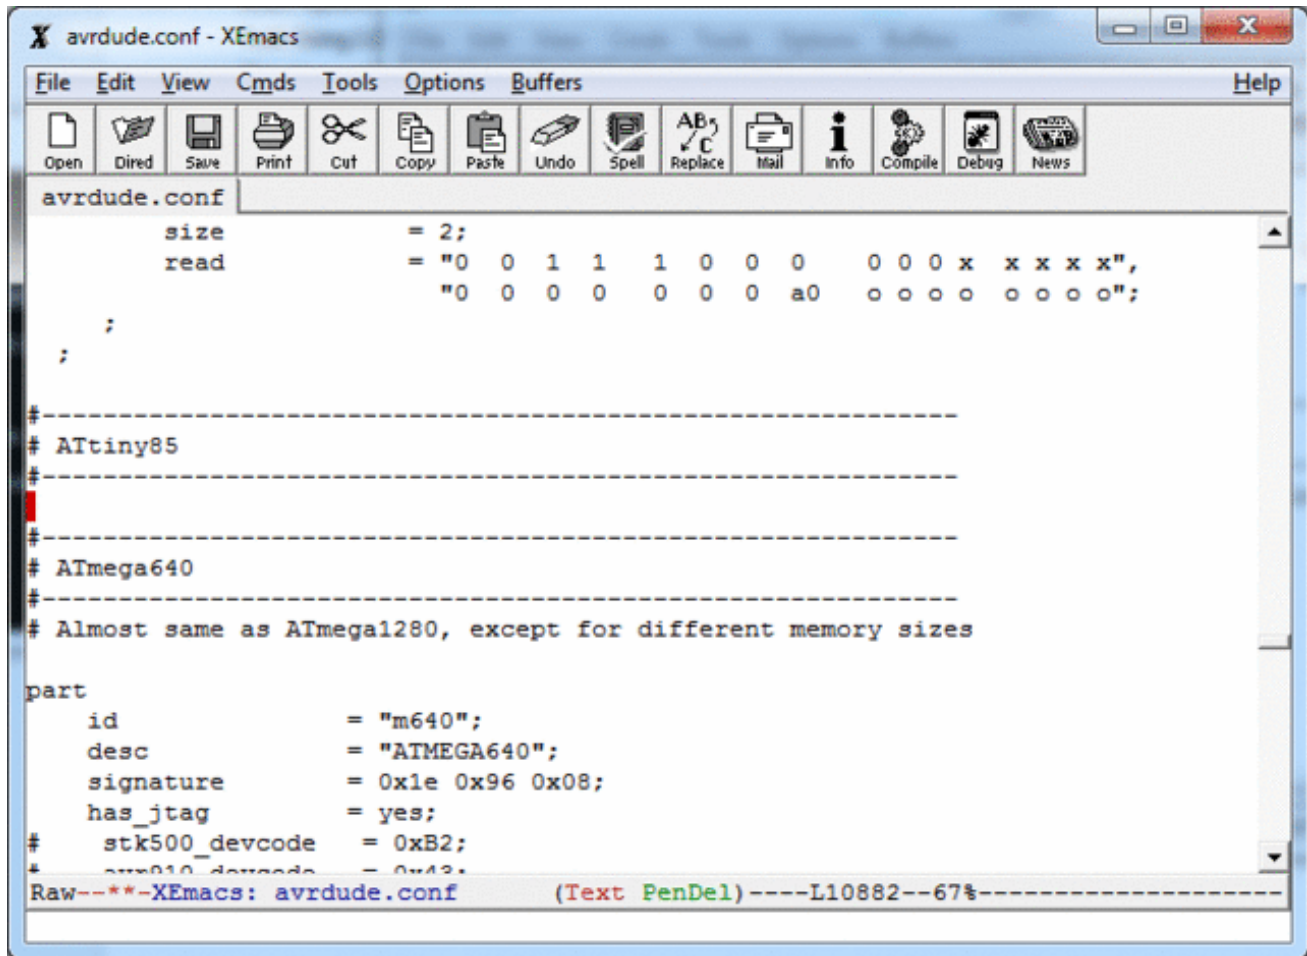 avrdude.conf - XEmacs
File Edit View Cmds Tools Options Buffers Help
Open Dired Save Print Cut Copy Paste Undo Spell Replace Mail Info Compile Debug News
avrdude.conf
size = 2;
read = "0 0 1 1 1 0 0 0 0 0 0 x x x x x",
"0 0 0 0 0 0 0 a0 o o o o o o o o";
;
;
#------------------------------------------------------------
# ATtiny85
#------------------------------------------------------------
#------------------------------------------------------------
# ATmega640
#------------------------------------------------------------
# Almost same as ATmega1280, except for different memory sizes
part
id = "m640";
desc = "ATMEGA640";
signature = 0x1e 0x96 0x08;
has_jtag = yes;
# stk500_devcode = 0xB2;
# avr910_devcode = 0x43;
Raw--**-XEmacs: avrdude.conf (Text PenDel)----L10882--67%--------------------